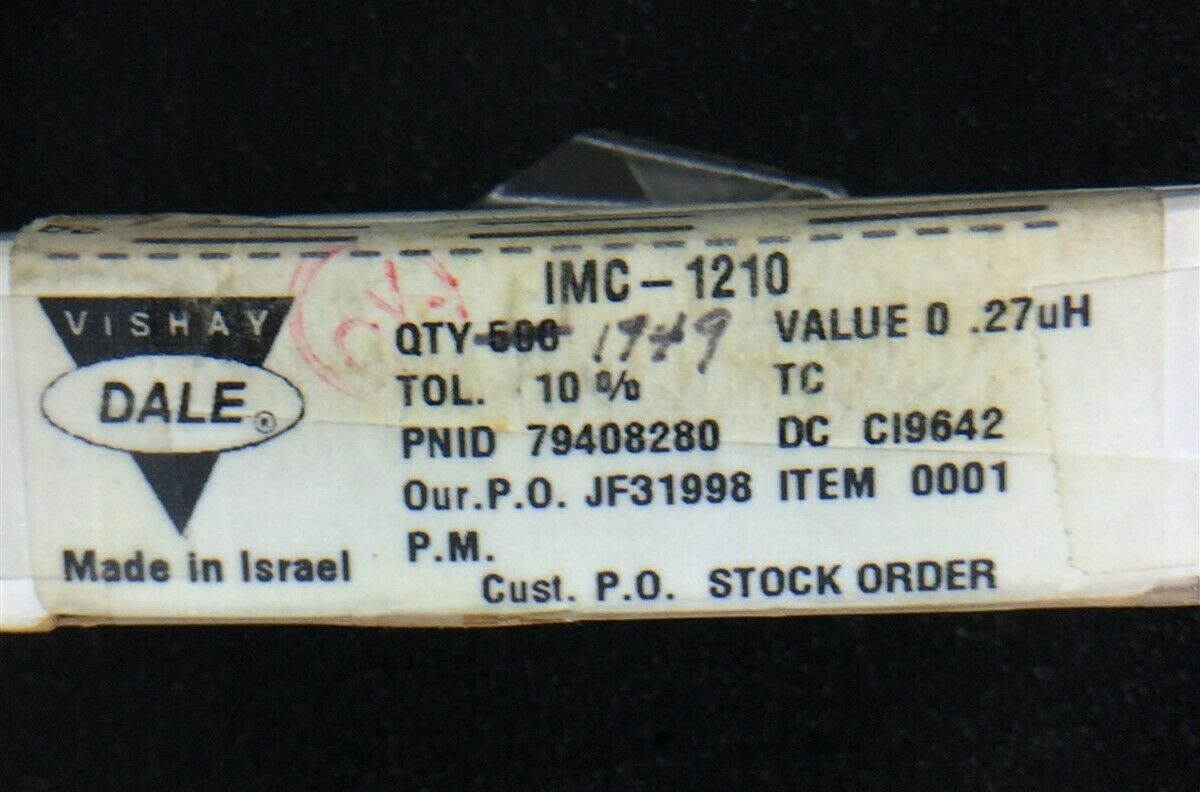 IMC-1210
VISHAY
DALE®
Made in Israel
QTY 500 1949 VALUE 0 .27uH
TOL. 10 % TC
PNID 79408280 DC CI9642
Our.P.O. JF31998 ITEM 0001
P.M.
Cust. P.O. STOCK ORDER